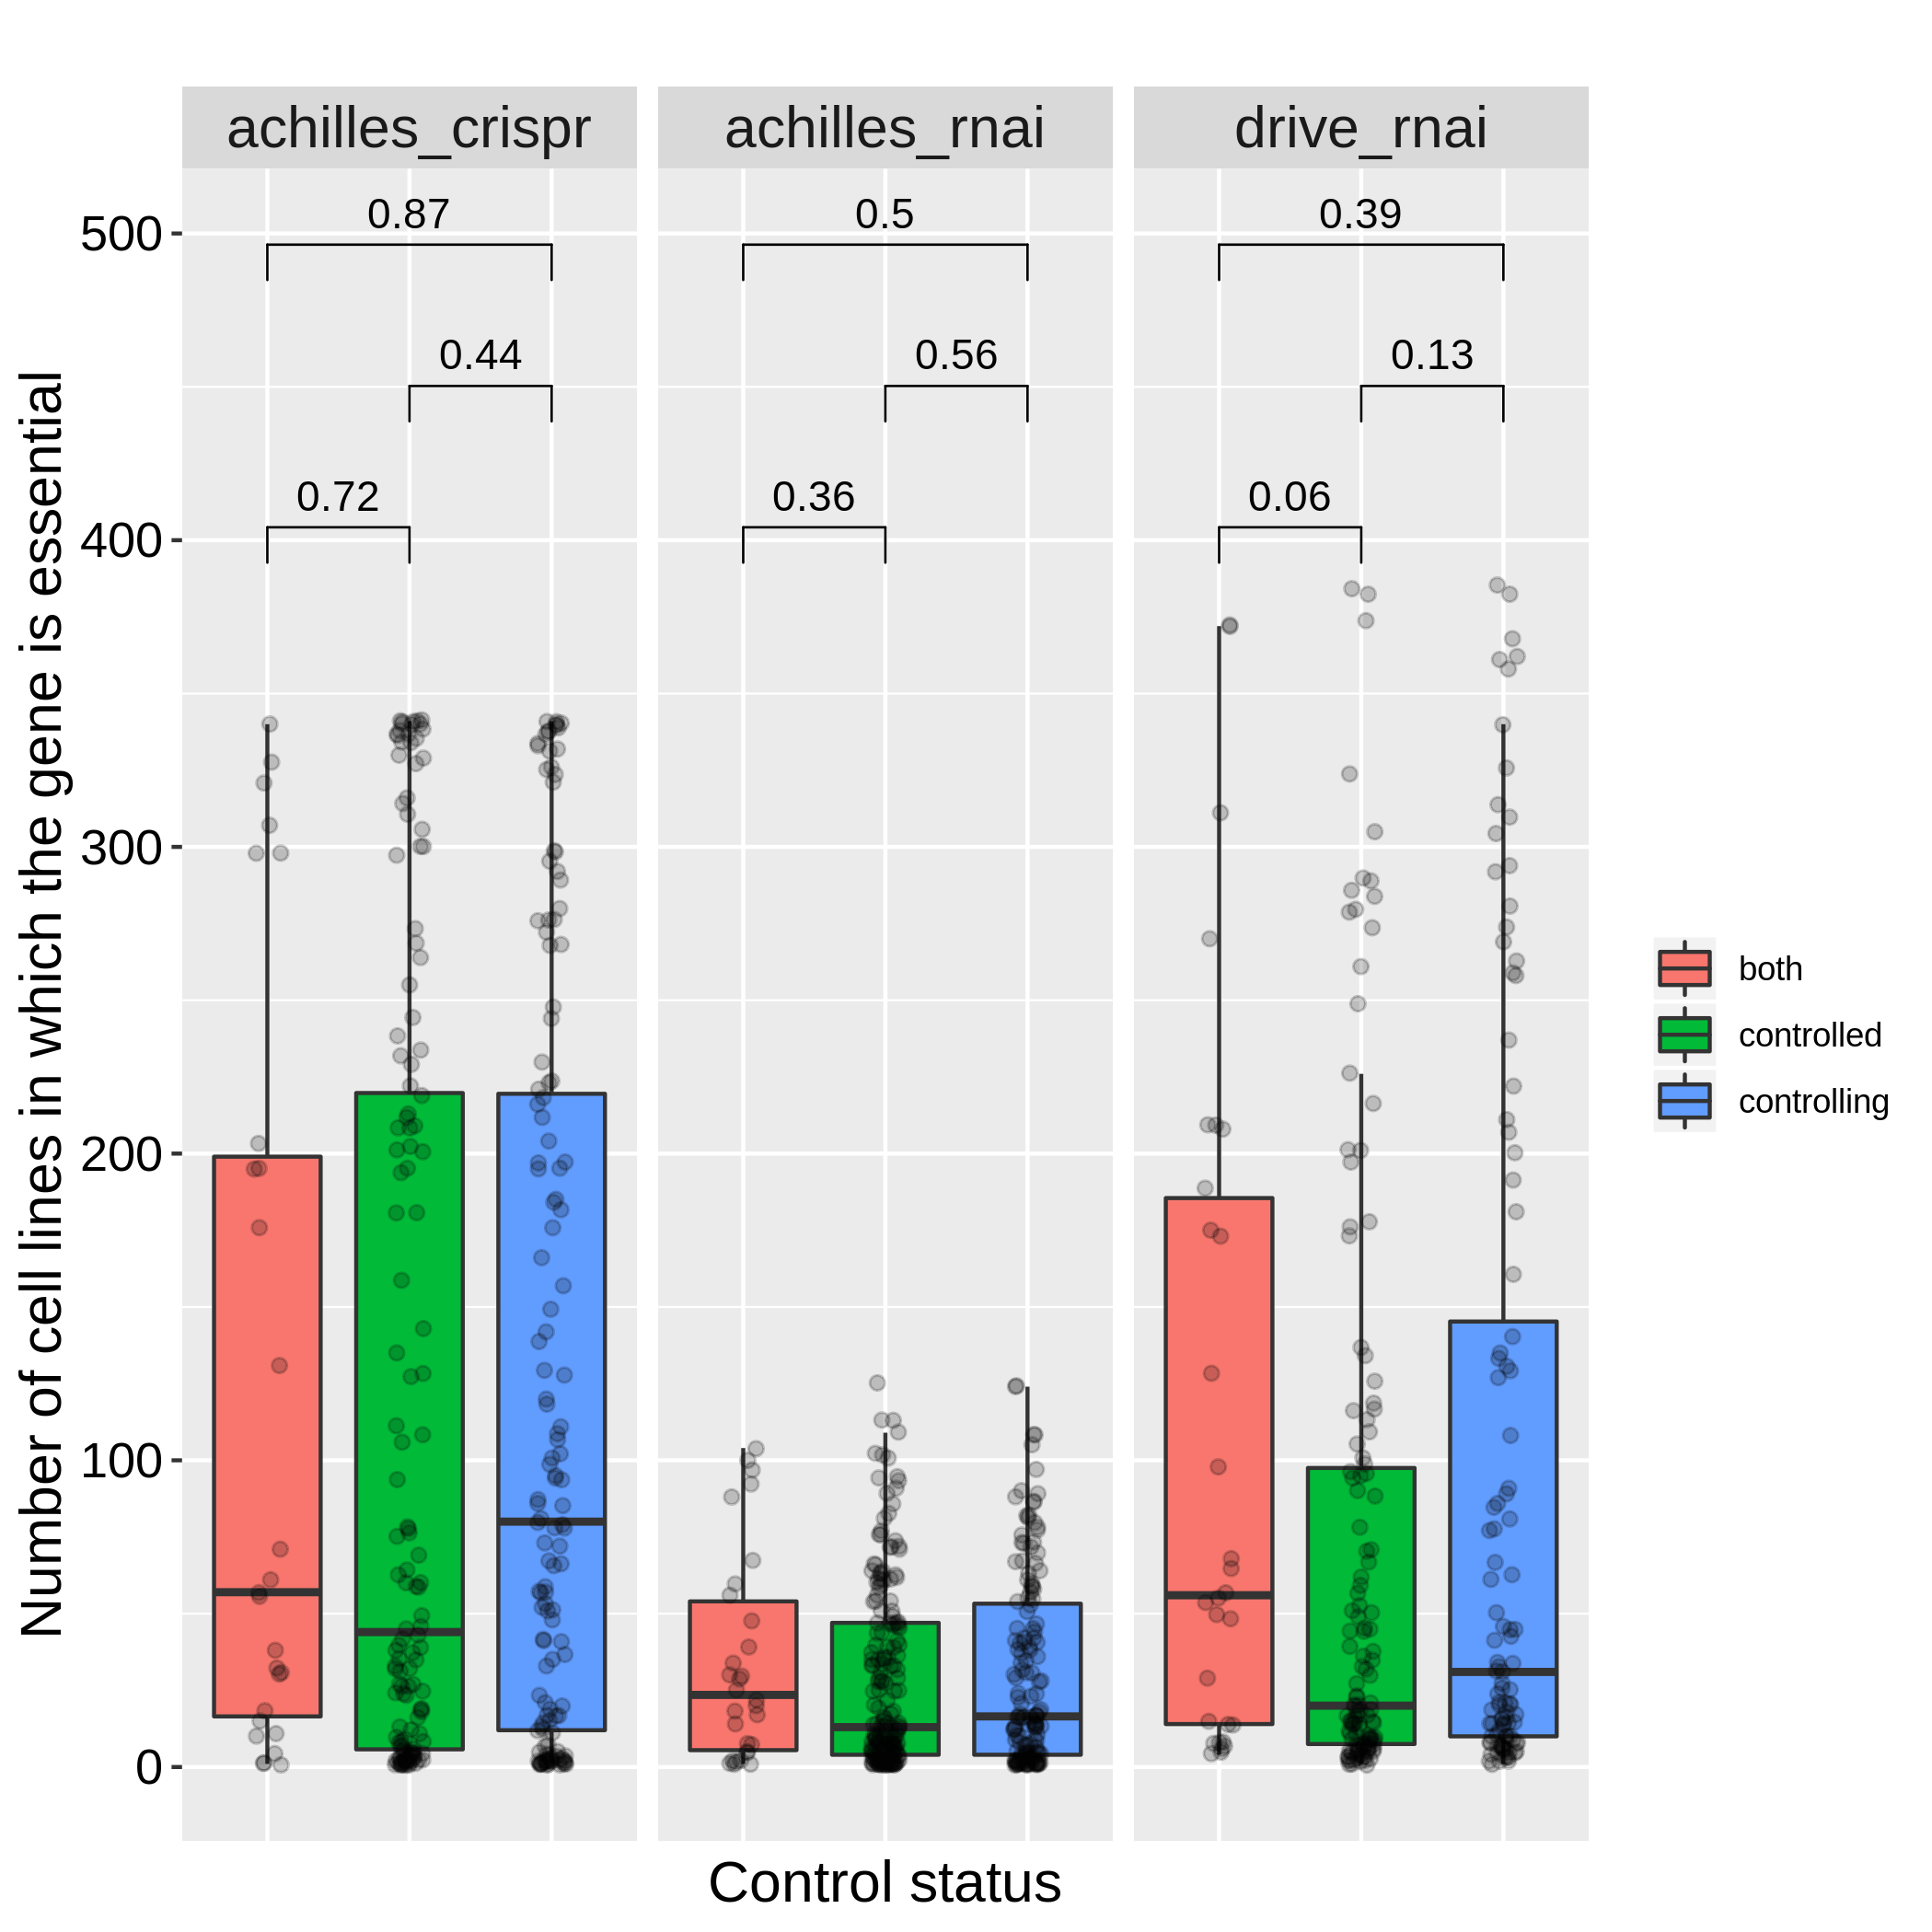 achilles_crispr achilles_rnai drive_rnai
0.87 0.5 0.39
500
0.44 0.56 0.13
0.72 0.36 0.06
400
300
200
100
0
Number of cell lines in which the gene is essential
Control status
both
controlled
controlling